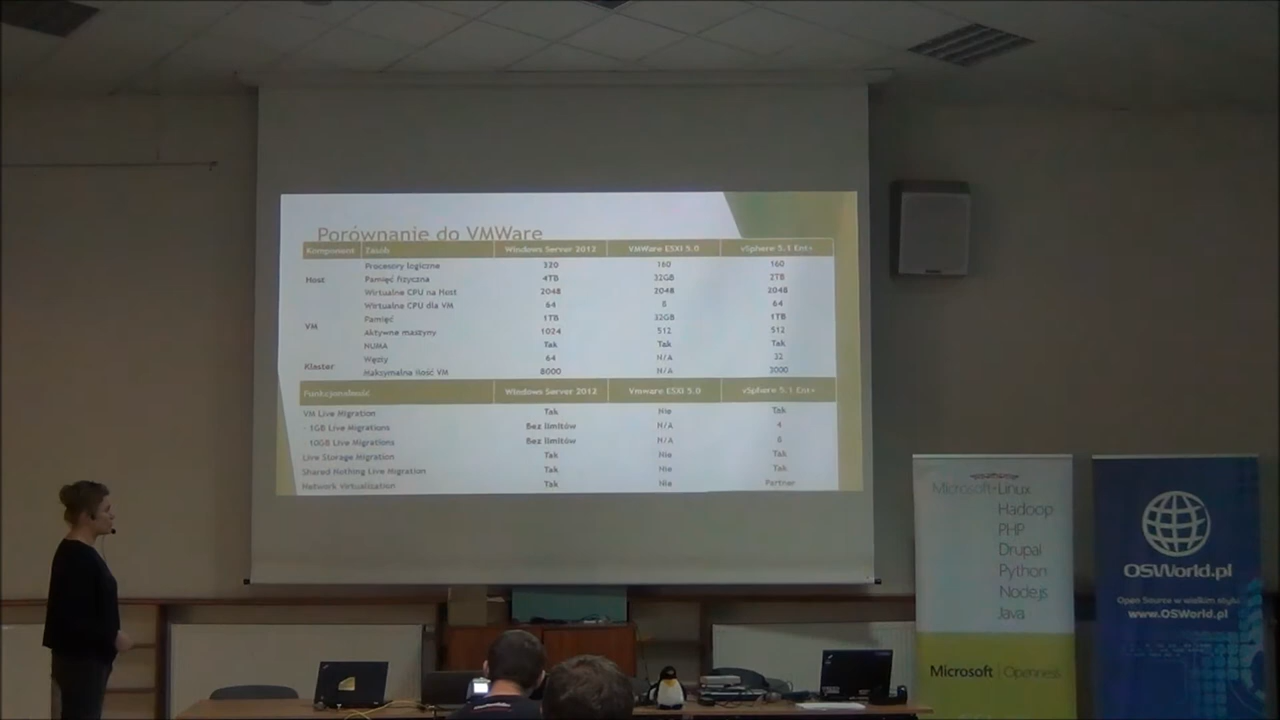 Porównanie do VMWare
Komponent Zasób Windows Server 2012 VMWare ESXi 5.0 vSphere 5.1 Ent+
Host Procesory logiczne 320 160 160
Pamięć fizyczna 4TB 32GB 2TB
Wirtualne CPU na Host 2048 2048 2048
VM Wirtualne CPU dla VM 64 8 64
Pamięć 1TB 32GB 1TB
Aktywne maszyny 1024 512 512
NUMA Tak Tak Tak
Klaster Węzły 64 N/A 32
Maksymalna ilość VM 8000 N/A 3000
Funkcjonalność Windows Server 2012 Vmware ESXi 5.0 vSphere 5.1 Ent+
VM Live Migration Tak Nie Tak
- 1GB Live Migrations Bez limitów N/A 4
- 10GB Live Migrations Bez limitów N/A 8
Live Storage Migration Tak Nie Tak
Shared Nothing Live Migration Tak Nie Tak
Network Virtualization Tak Nie Partner
Microsoft+Linux
Hadoop
PHP
Drupal
Python
Node.js
Java
Microsoft | Openness
OSWorld.pl
Open Source w wielkim stylu
www.OSWorld.pl